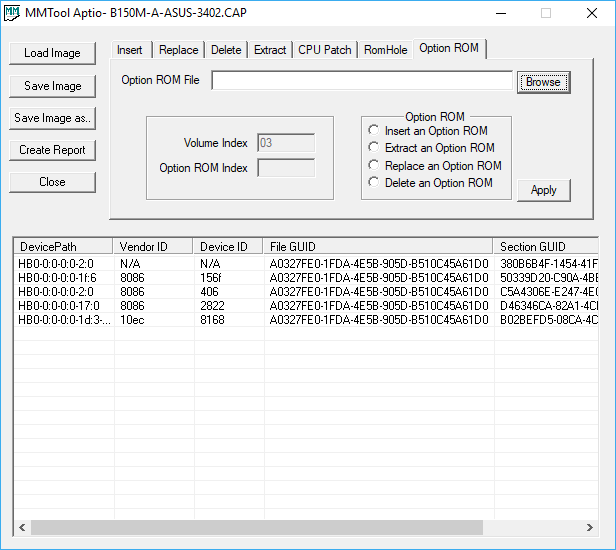 MMTool Aptio- B150M-A-ASUS-3402.CAP
Load Image
Save Image
Save Image as..
Create Report
Close
Insert Replace Delete Extract CPU Patch RomHole Option ROM
Option ROM File Browse
Volume Index 03
Option ROM Index
Option ROM
Insert an Option ROM
Extract an Option ROM
Replace an Option ROM
Delete an Option ROM
Apply
DevicePath Vendor ID Device ID File GUID Section GUID
HB0-0:0:0-0-2:0 N/A N/A A0327FE0-1FDA-4E5B-905D-B510C45A61D0 380B6B4F-1454-41F
HB0-0:0:0-0-1f:6 8086 156f A0327FE0-1FDA-4E5B-905D-B510C45A61D0 50339D20-C90A-4BE
HB0-0:0:0-0-2:0 8086 406 A0327FE0-1FDA-4E5B-905D-B510C45A61D0 C5A4306E-E247-4E0
HB0-0:0:0-0-17:0 8086 2822 A0327FE0-1FDA-4E5B-905D-B510C45A61D0 D46346CA-82A1-4C
HB0-0:0:0-0-1d:3-... 10ec 8168 A0327FE0-1FDA-4E5B-905D-B510C45A61D0 B02BEFD5-08CA-4C